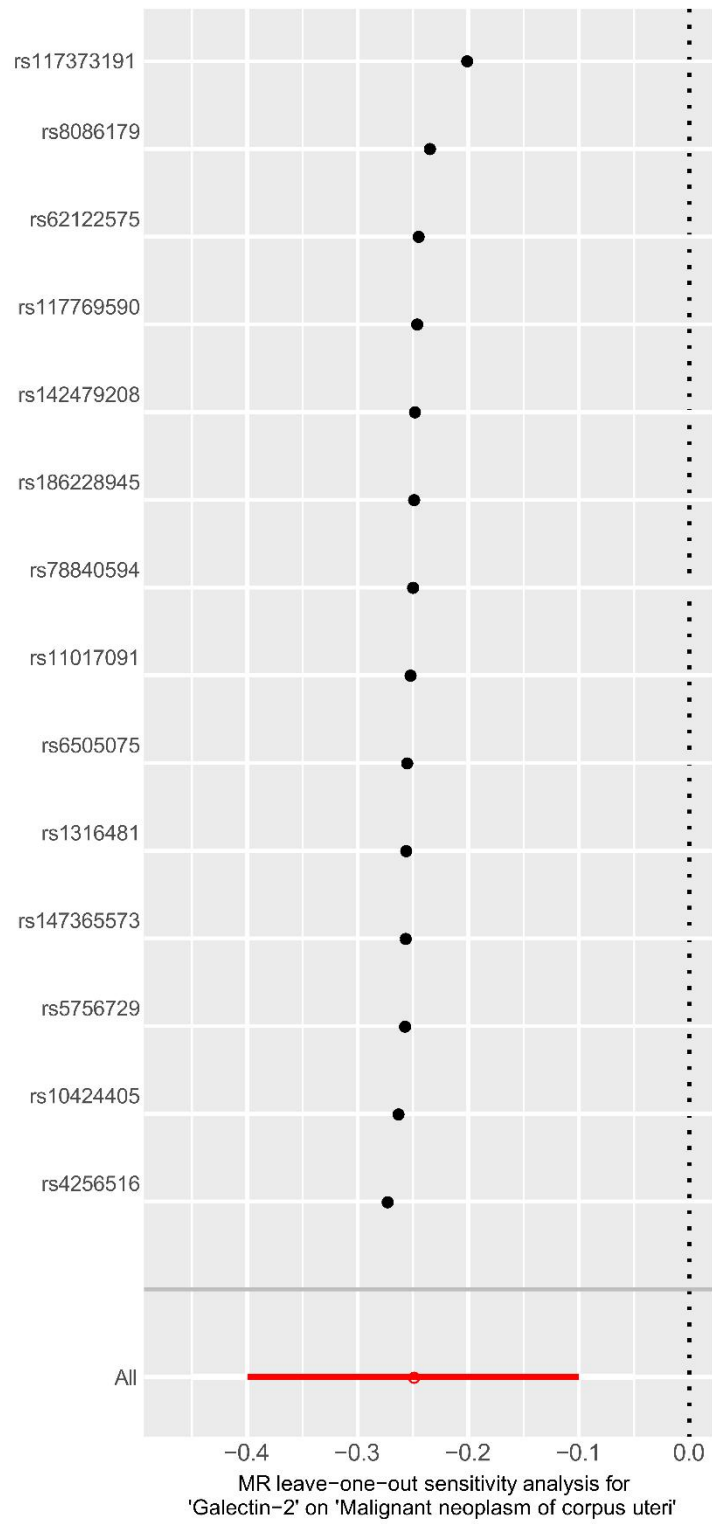 rs117373191
rs8086179
rs62122575
rs117769590
rs142479208
rs186228945
rs78840594
rs11017091
rs6505075
rs1316481
rs147365573
rs5756729
rs10424405
rs4256516
All
−0.4 −0.3 −0.2 −0.1 0.0
MR leave−one−out sensitivity analysis for
'Galectin−2' on 'Malignant neoplasm of corpus uteri'